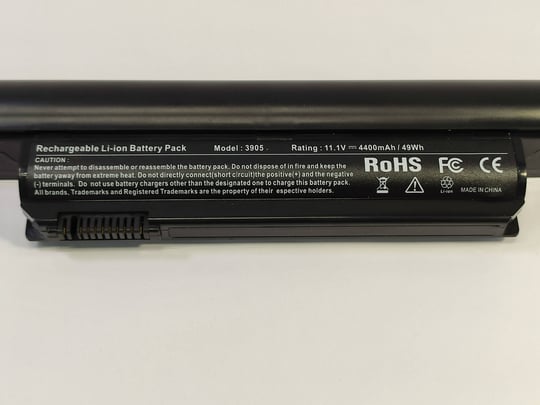 Rechargeable Li-ion Battery Pack Model : 3905 Rating : 11.1V 4400mAh / 49Wh
CAUTION :
Never attempt to disassemble or reassemble the battery pack. Do not dispose of in fire and keep the
battar yaway from extreme heat. Do not directly connect(short circuit)the positive(+) and the negative
(-) terminals. Do not use battery chargers other than the designated one to charge this battery pack.
All brands. Trademarks and Registered Trademarks are the property of their espective holders.
RoHS FC CE
Li-ion MADE IN CHINA